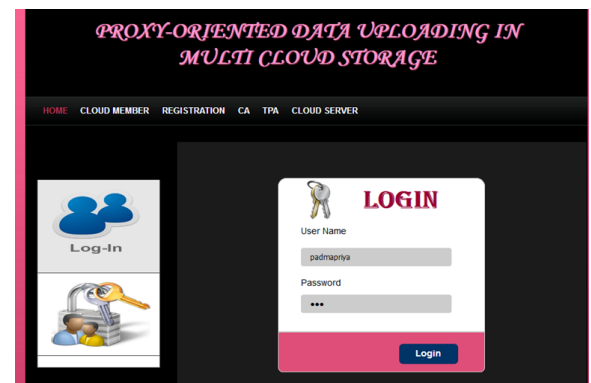 PROXY-ORIENTED DATA UPLOADING IN
MULTI CLOUD STORAGE
HOME CLOUD MEMBER REGISTRATION CA TPA CLOUD SERVER
Log-In
LOGIN
User Name
padmapriya
Password
•••
Login